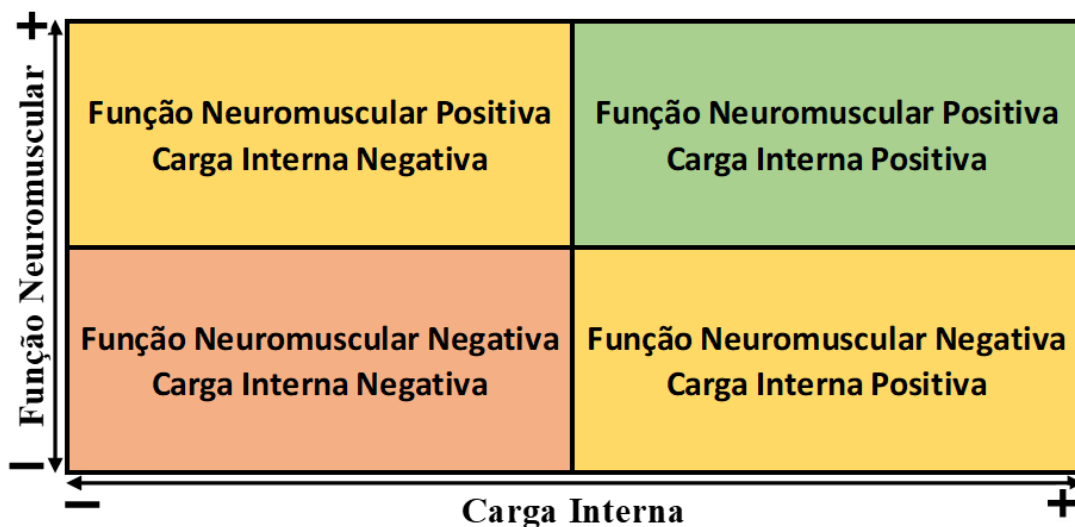 +
Função Neuromuscular Positiva
Carga Interna Negativa
Função Neuromuscular Positiva
Carga Interna Positiva
Função Neuromuscular
Função Neuromuscular Negativa
Carga Interna Negativa
Função Neuromuscular Negativa
Carga Interna Positiva
−
−
Carga Interna
+